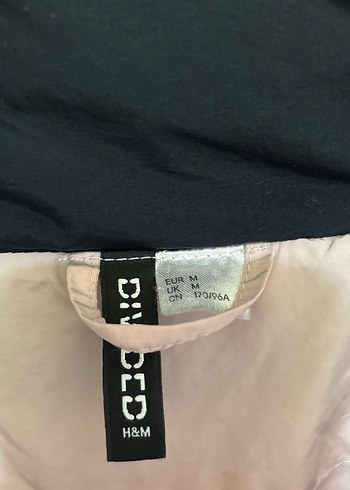 EUR M
UK M
CN 170/96A
DIVIDED
H&M